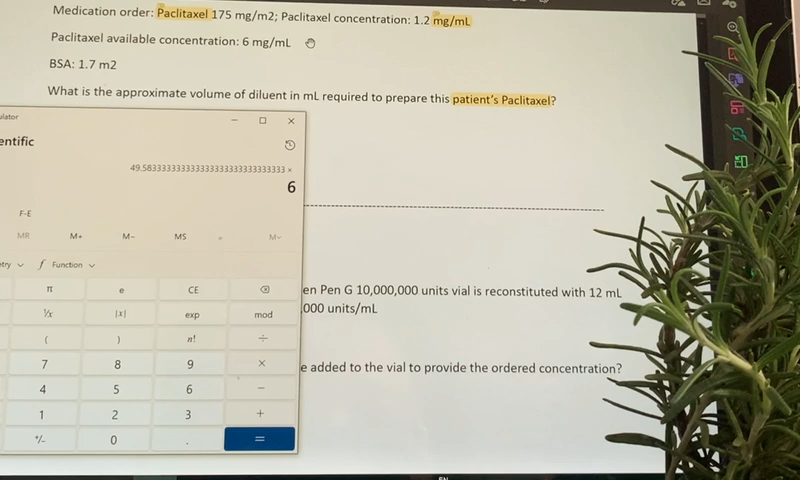 Medication order: Paclitaxel 175 mg/m2; Paclitaxel concentration: 1.2 mg/mL
Paclitaxel available concentration: 6 mg/mL
BSA: 1.7 m2
What is the approximate volume of diluent in mL required to prepare this patient's Paclitaxel?
ulator
entific
49.583333333333333333333333333333 ×
6
F-E
MR M+ M- MS M˅
etry f Function
π e CE
⅟x |x| exp mod
( ) n! ÷
7 8 9 ×
4 5 6 −
1 2 3 +
+/- 0 . =
en Pen G 10,000,000 units vial is reconstituted with 12 mL
000 units/mL
e added to the vial to provide the ordered concentration?